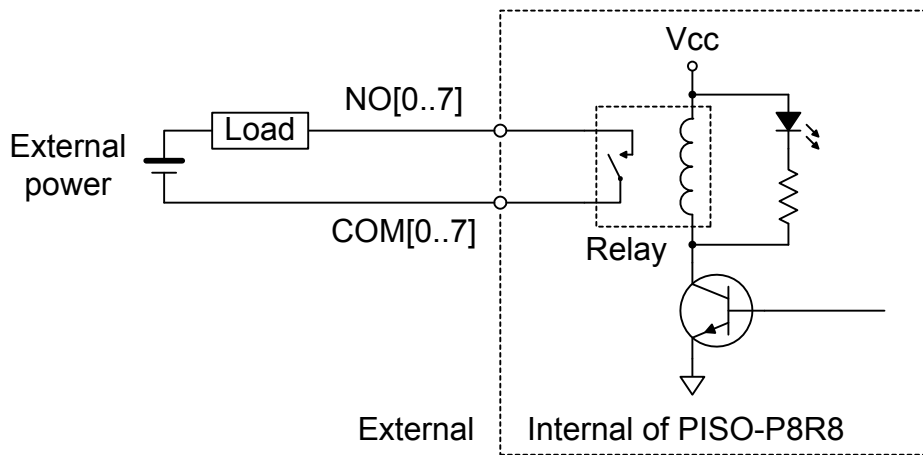 Vcc
NO[0..7]
Load
External
power
COM[0..7]
Relay
External
Internal of PISO-P8R8